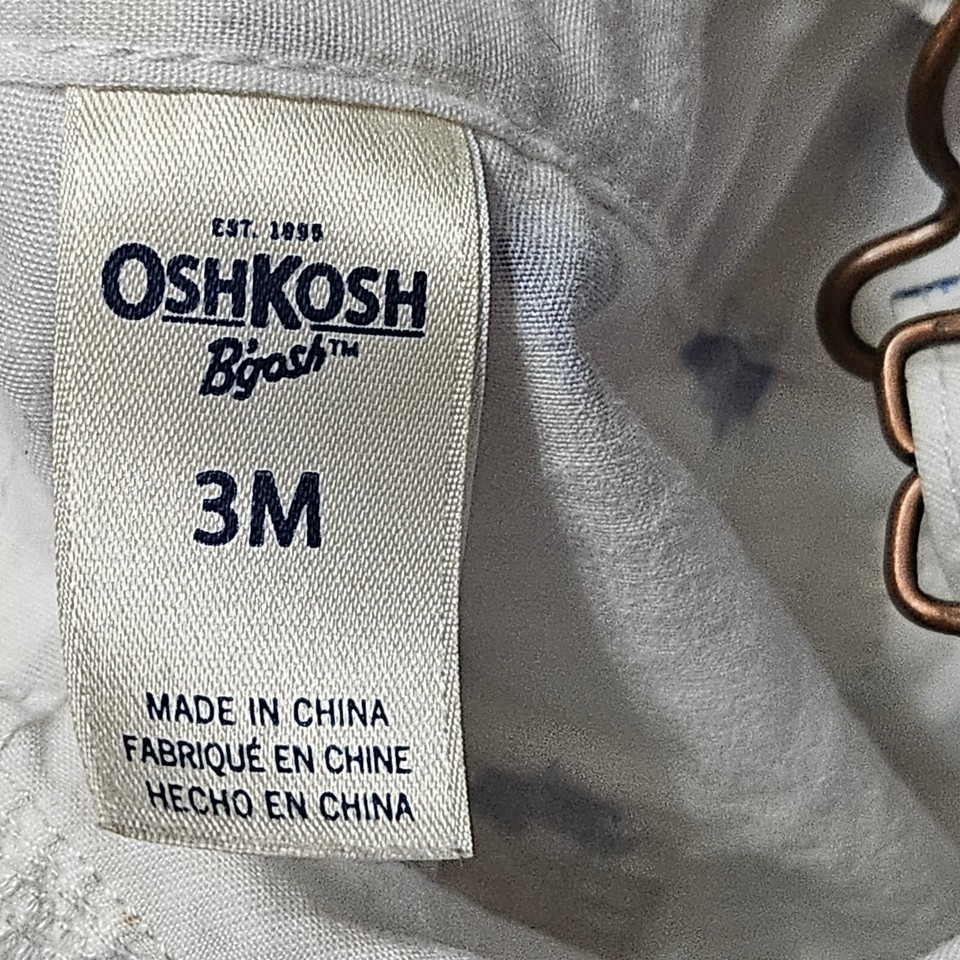 EST. 1895
OSHKOSH
B'gosh™
3M
MADE IN CHINA
FABRIQUÉ EN CHINE
HECHO EN CHINA